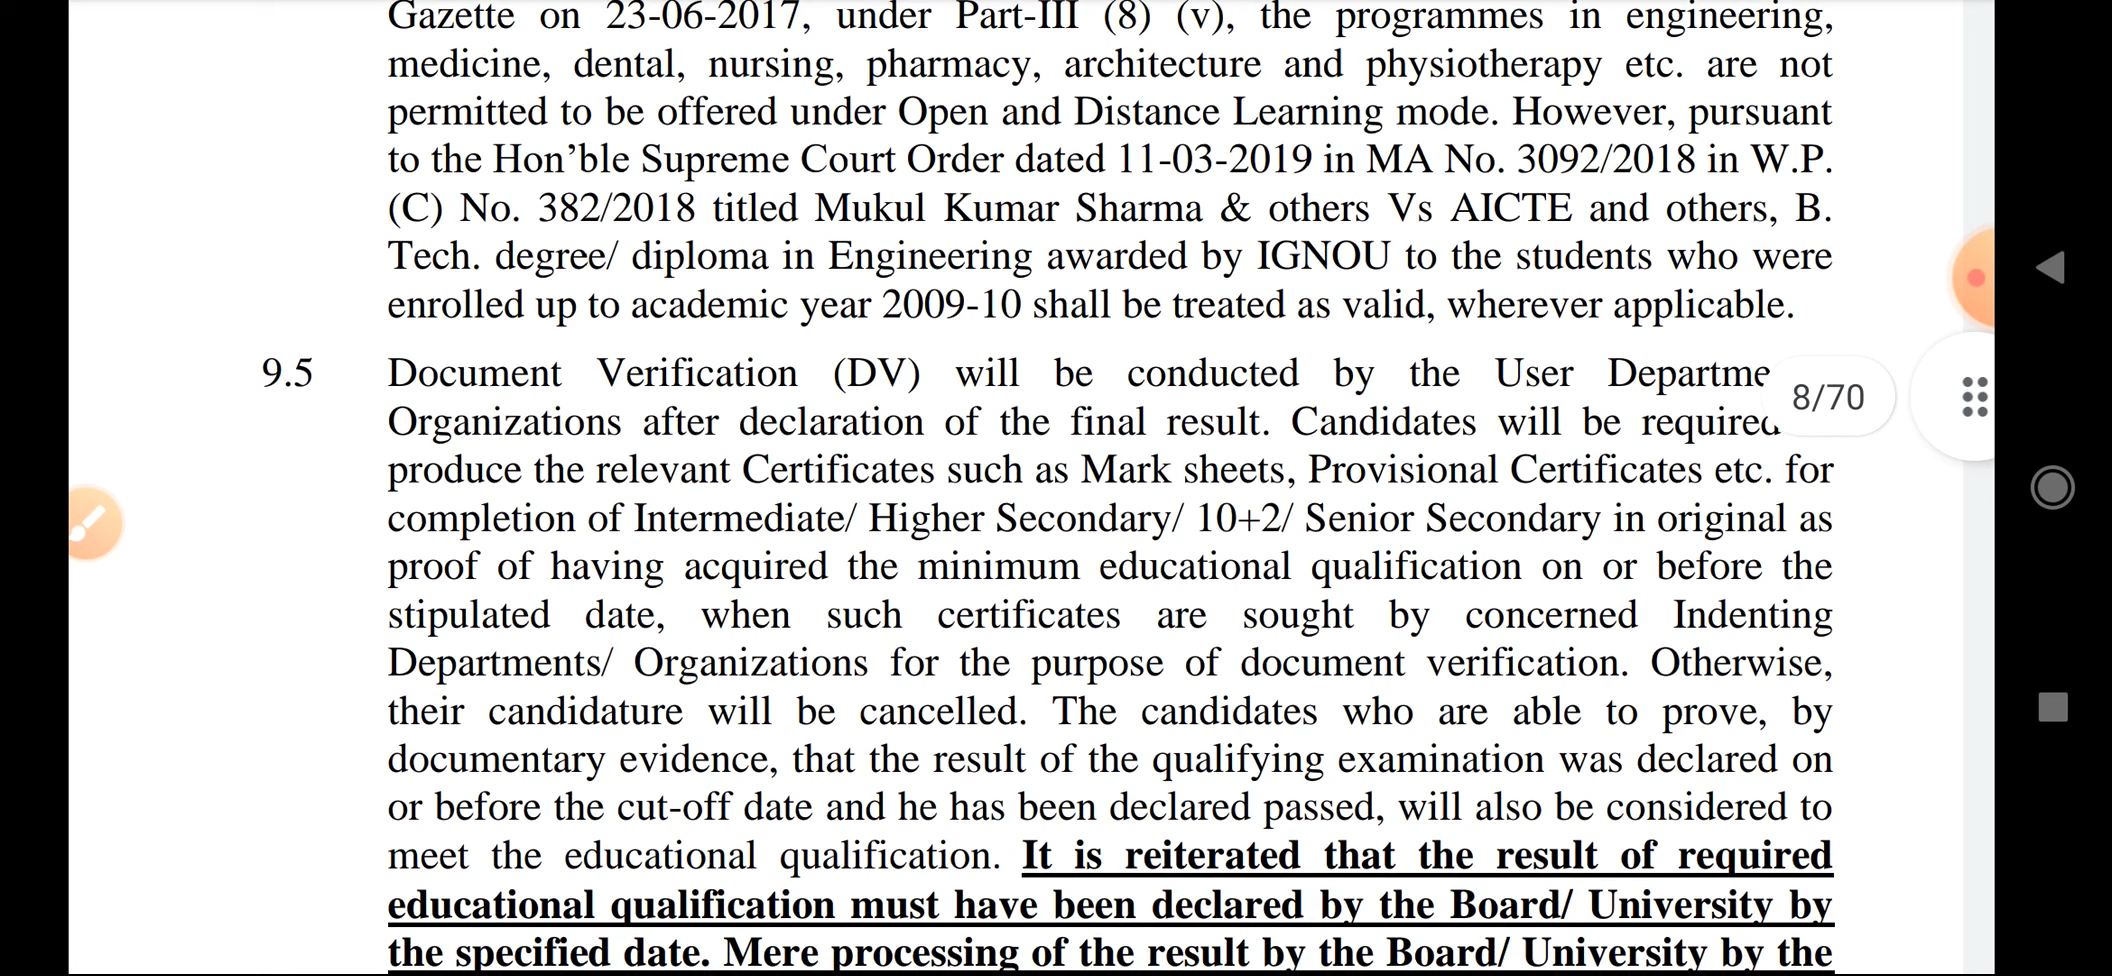 Gazette on 23-06-2017, under Part-III (8) (v), the programmes in engineering,
medicine, dental, nursing, pharmacy, architecture and physiotherapy etc. are not
permitted to be offered under Open and Distance Learning mode. However, pursuant
to the Hon’ble Supreme Court Order dated 11-03-2019 in MA No. 3092/2018 in W.P.
(C) No. 382/2018 titled Mukul Kumar Sharma & others Vs AICTE and others, B.
Tech. degree/ diploma in Engineering awarded by IGNOU to the students who were
enrolled up to academic year 2009-10 shall be treated as valid, wherever applicable.
9.5 Document Verification (DV) will be conducted by the User
8/70
Organizations after declaration of the final result. Candidates will be
produce the relevant Certificates such as Mark sheets, Provisional Certificates etc. for
completion of Intermediate/ Higher Secondary/ 10+2/ Senior Secondary in original as
proof of having acquired the minimum educational qualification on or before the
stipulated date, when such certificates are sought by concerned Indenting
Departments/ Organizations for the purpose of document verification. Otherwise,
their candidature will be cancelled. The candidates who are able to prove, by
documentary evidence, that the result of the qualifying examination was declared on
or before the cut-off date and he has been declared passed, will also be considered to
meet the educational qualification. It is reiterated that the result of required
educational qualification must have been declared by the Board/ University by
the specified date. Mere processing of the result by the Board/ University by the